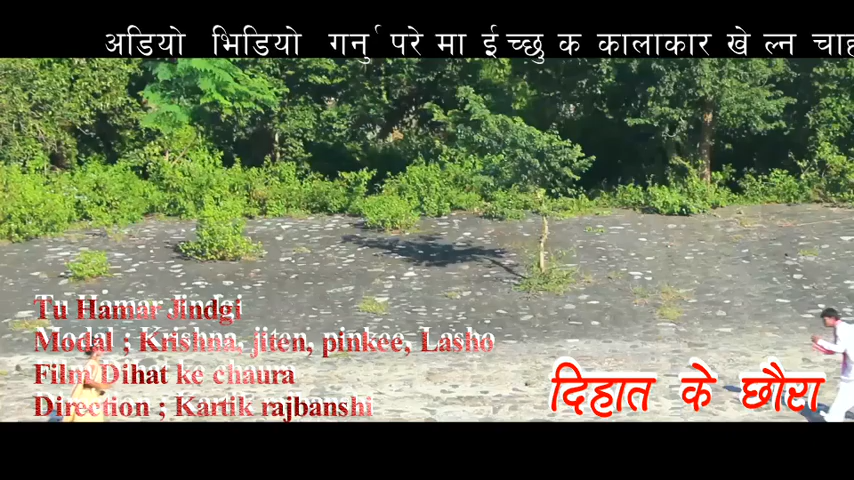 अडियो भिडियो गर्नु परे मा ईच्छु क कालाकार खे ल्न चाह
Tu Hamar Jindgi
Modal ; Krishna, jiten, pinkee, Lasho
Film Dihat ke chaura
Direction ; Kartik rajbanshi
दिहात के छौरा